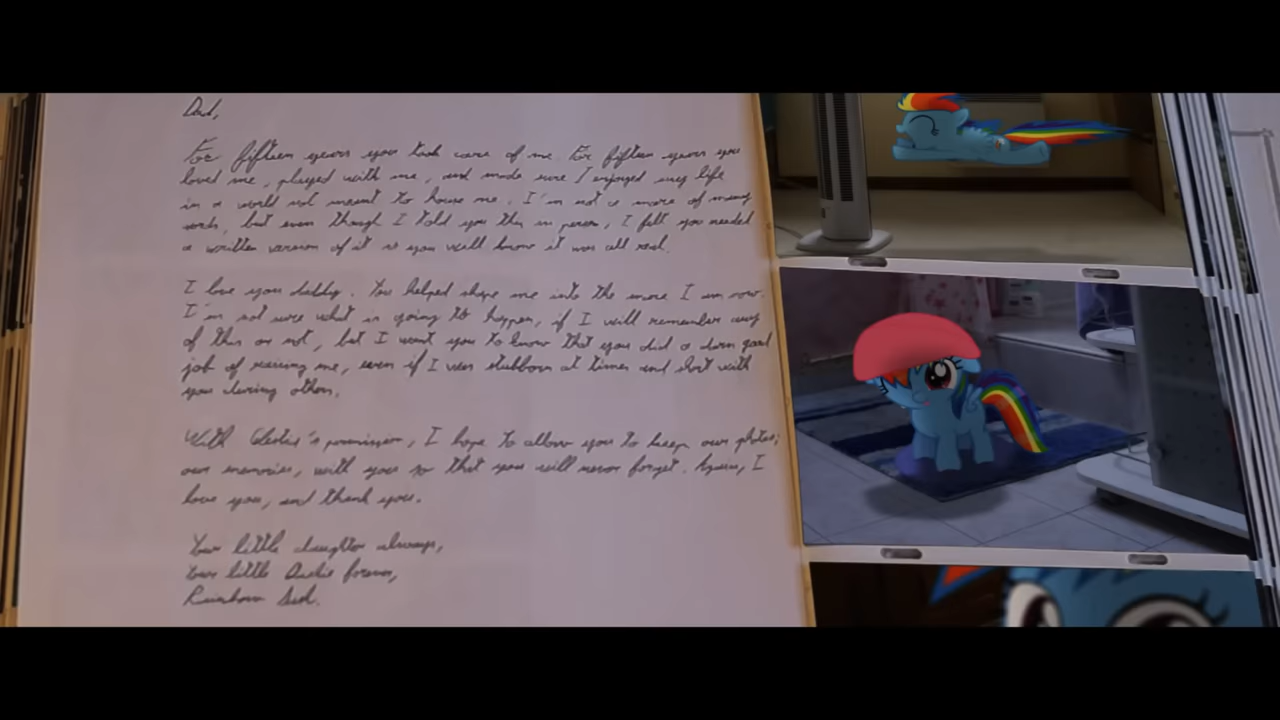 Dad,
For fifteen years you took care of me. For fifteen years you
loved me, played with me, and made sure I enjoyed my life
in a world not meant to house me. I'm not a mare of many
words, but even though I told you this in person, I felt you needed
a written version of it so you will know it was all real.
I love you daddy. You helped shape me into the mare I am now.
I'm not sure what is going to happen, if I will remember any
of this or not, but I want you to know that you did a darn good
job of raising me, even if I was stubborn at times and short with
you during others.
With Celestia's permission, I hope to allow you to keep our photos;
our memories, with you so that you will never forget. Again, I
love you, and thank you.
Your little daughter always,
Your little Dashie forever,
Rainbow Dash.